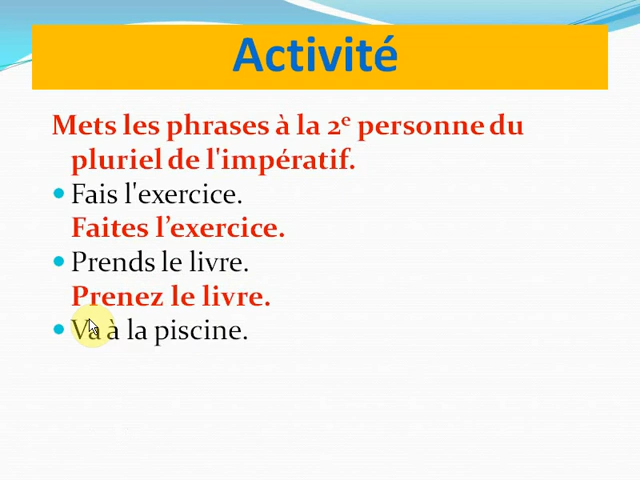 Activité
Mets les phrases à la 2e personne du
pluriel de l'impératif.
Fais l'exercice.
Faites l’exercice.
Prends le livre.
Prenez le livre.
Va à la piscine.